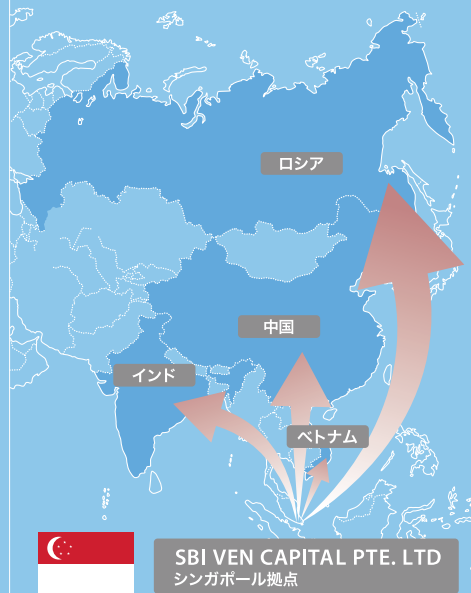 ロシア
中国
インド
ベトナム
SBI VEN CAPITAL PTE. LTD
シンガポール拠点